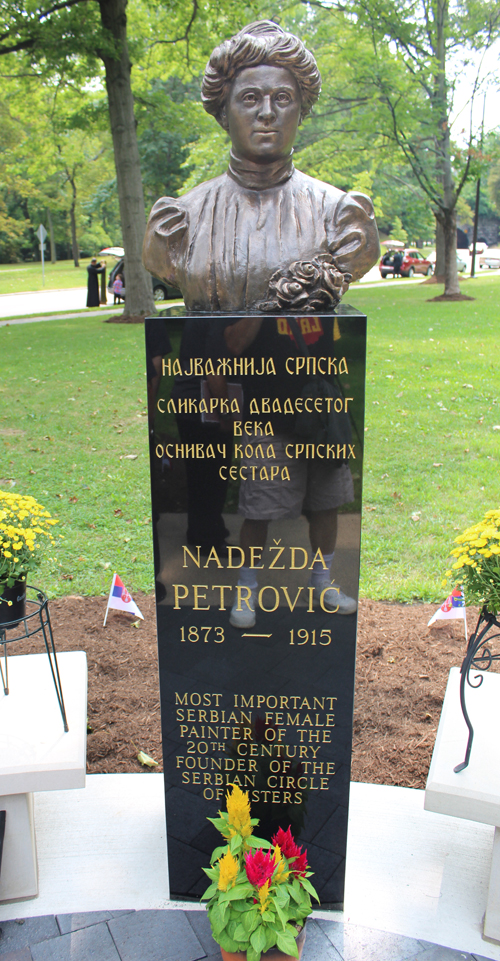 НАЈВАЖНИЈА СРПСКА
СЛИКАРКА ДВАДЕСЕТОГ
ВЕКА
ОСНИВАЧ КОЛА СРПСКИХ
СЕСТАРА
NADEŽDA
PETROVIĆ
1873 — 1915
MOST IMPORTANT
SERBIAN FEMALE
PAINTER OF THE
20TH CENTURY
FOUNDER OF THE
SERBIAN CIRCLE
OF SISTERS